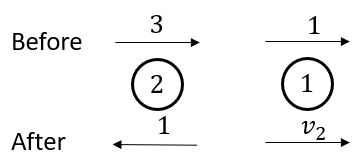 3 1
Before
2 1
1 v₂
After